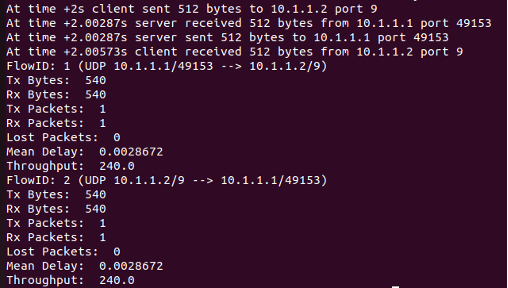 At time +2s client sent 512 bytes to 10.1.1.2 port 9
At time +2.00287s server received 512 bytes from 10.1.1.1 port 49153
At time +2.00287s server sent 512 bytes to 10.1.1.1 port 49153
At time +2.00573s client received 512 bytes from 10.1.1.2 port 9
FlowID: 1 (UDP 10.1.1.1/49153 --> 10.1.1.2/9)
Tx Bytes:  540
Rx Bytes:  540
Tx Packets:  1
Rx Packets:  1
Lost Packets:  0
Mean Delay:  0.0028672
Throughput:  240.0
FlowID: 2 (UDP 10.1.1.2/9 --> 10.1.1.1/49153)
Tx Bytes:  540
Rx Bytes:  540
Tx Packets:  1
Rx Packets:  1
Lost Packets:  0
Mean Delay:  0.0028672
Throughput:  240.0